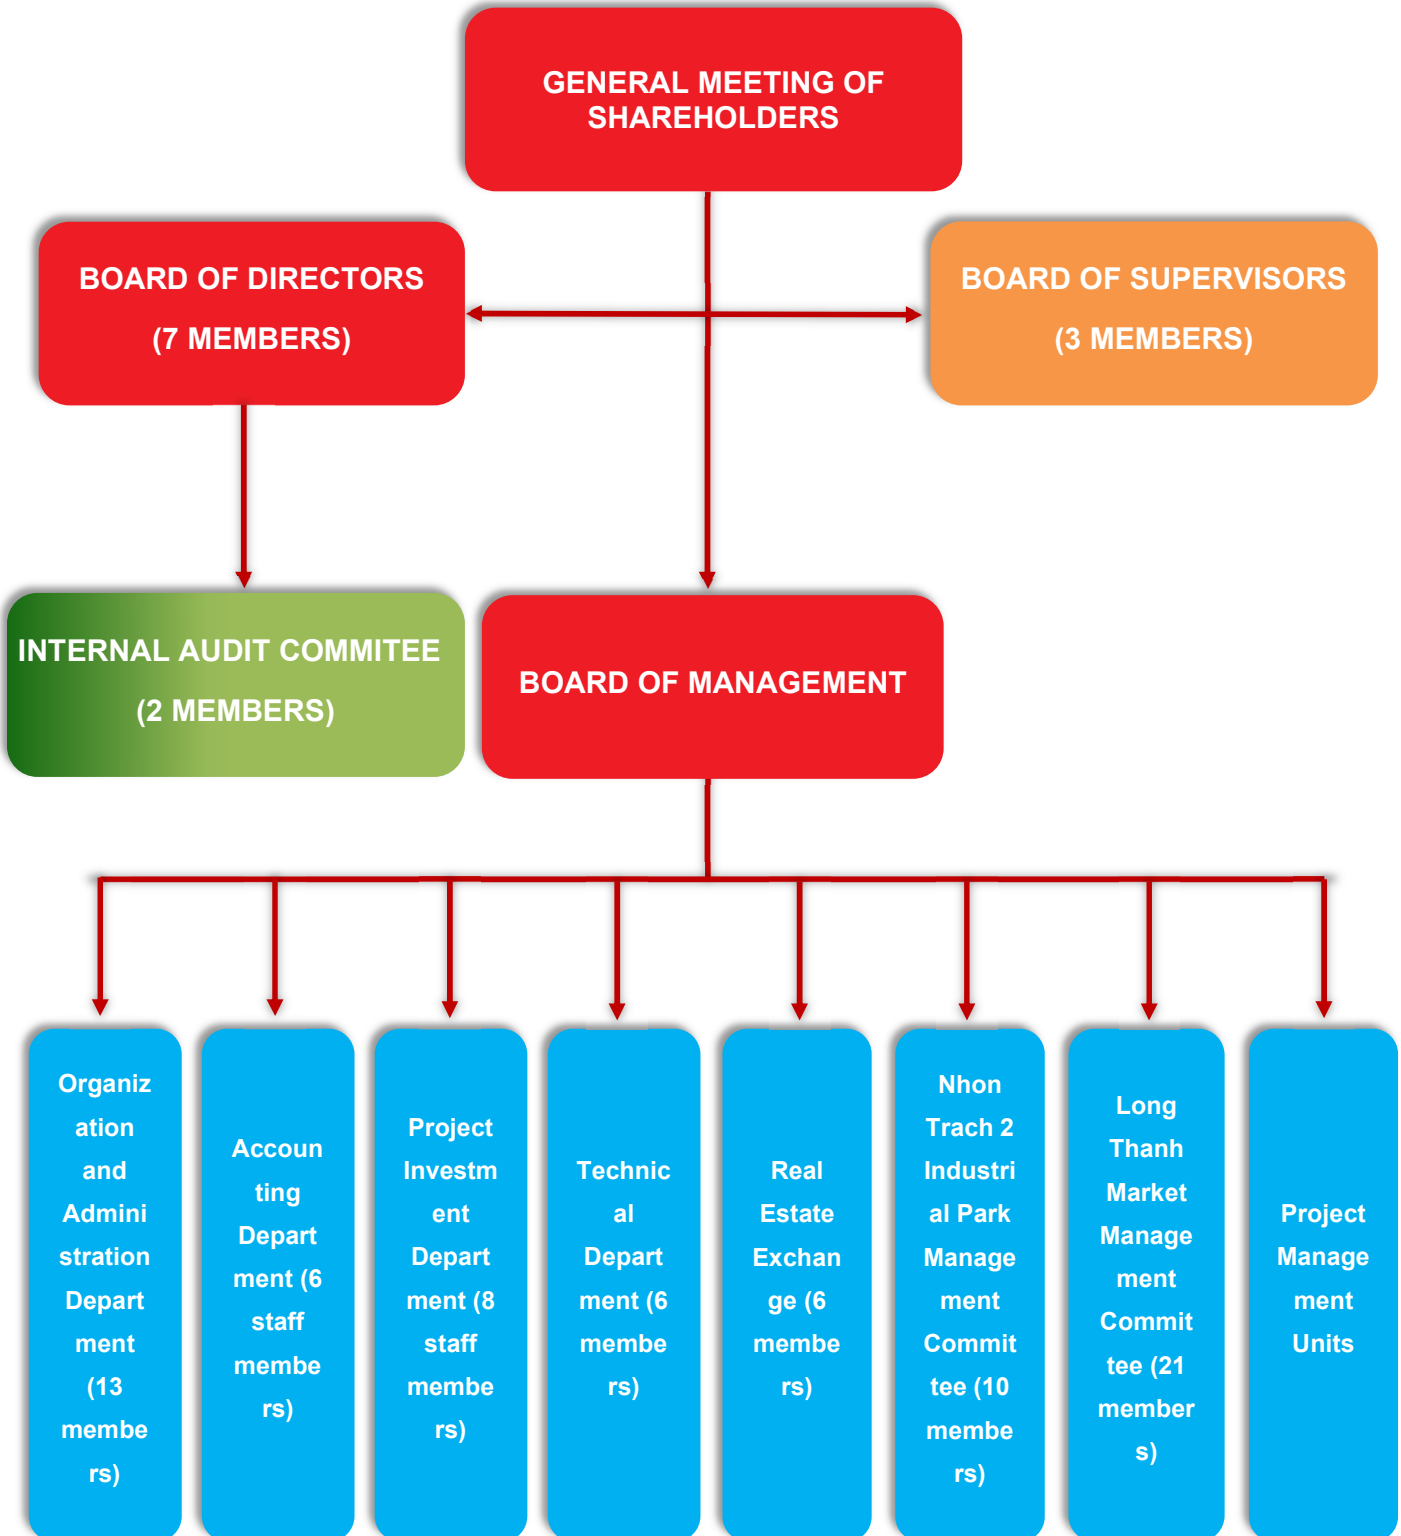 GENERAL MEETING OF
SHAREHOLDERS
BOARD OF DIRECTORS
(7 MEMBERS)
BOARD OF SUPERVISORS
(3 MEMBERS)
INTERNAL AUDIT COMMITEE
(2 MEMBERS)
BOARD OF MANAGEMENT
Organiz
ation
and
Admini
stration
Depart
ment
(13
membe
rs)
Accoun
ting
Depart
ment (6
staff
membe
rs)
Project
Investm
ent
Depart
ment (8
staff
membe
rs)
Technic
al
Depart
ment (6
membe
rs)
Real
Estate
Exchan
ge (6
membe
rs)
Nhon
Trach 2
Industri
al Park
Manage
ment
Commit
tee (10
membe
rs)
Long
Thanh
Market
Manage
ment
Commit
tee (21
member
s)
Project
Manage
ment
Units